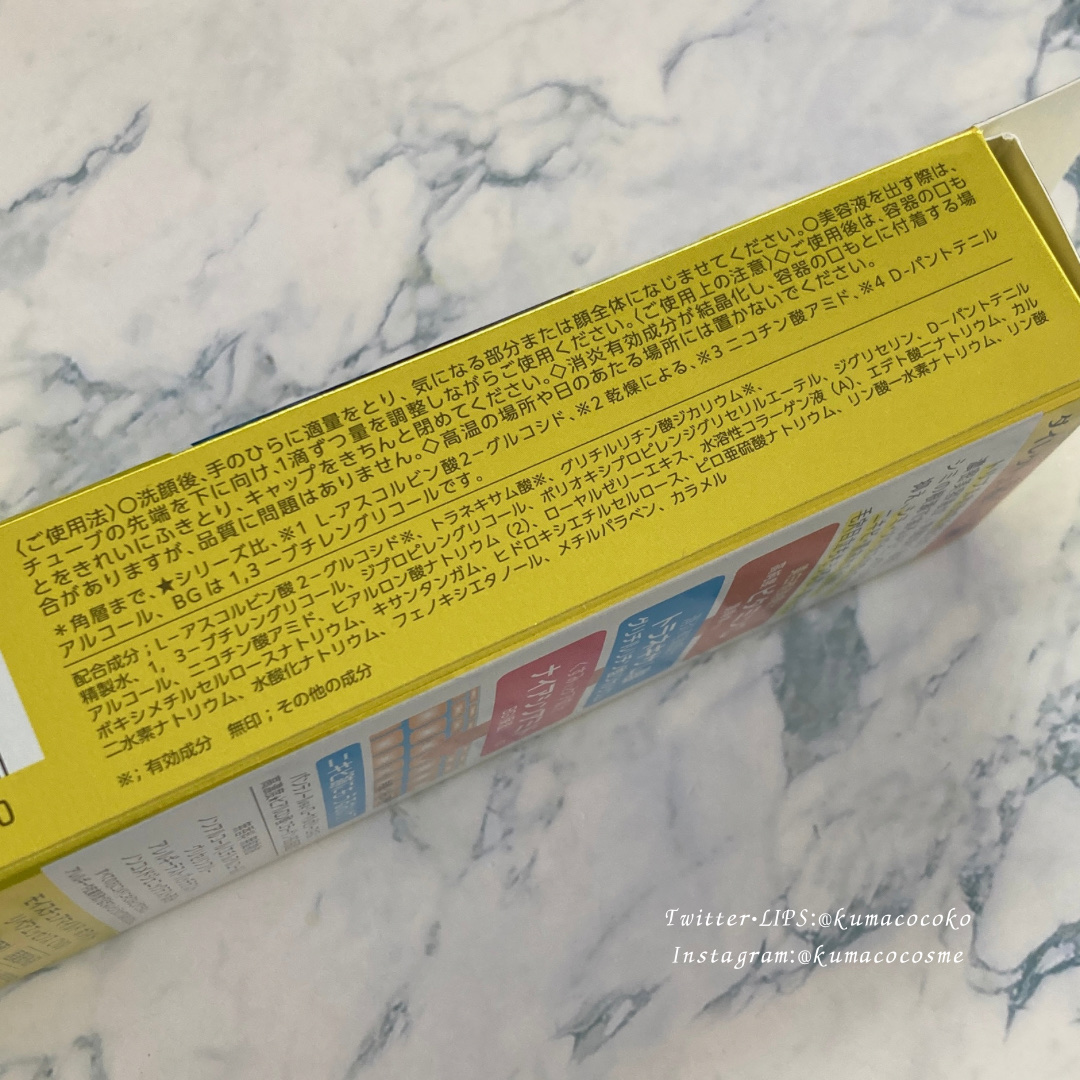 〈ご使用法〉○洗顔後、手のひらに適量をとり、気になる部分または顔全体になじませてください。○美容液を出す際は、
チューブの先端を下に向け、1滴ずつ量を調整しながらご使用ください。〈ご使用上の注意〉◇ご使用後は、容器の口も
とをきれいにふきとり、キャップをきちんと閉めてください。◇消炎有効成分が結晶化し、容器の口もとに付着する場
合がありますが、品質に問題はありません。◇高温の場所や日のあたる場所には置かないでください。
＊角層まで、★シリーズ比、※1 L-アスコルビン酸2-グルコシド、※2 乾燥による、※3 ニコチン酸アミド、※4 D-パントテニル
アルコール、BGは1,3-ブチレングリコールです。
配合成分；L-アスコルビン酸 2-グルコシド※、トラネキサム酸※、グリチルリチン酸ジカリウム※、
精製水、1, 3-ブチレングリコール、ジプロピレングリコール、ポリオキシプロピレンジグリセリルエーテル、ジグリセリン、D-パントテニル
アルコール、ニコチン酸アミド、ヒアルロン酸ナトリウム (2)、ローヤルゼリーエキス、水溶性コラーゲン液 (A)、エデト酸二ナトリウム、カル
ボキシメチルセルロースナトリウム、キサンタンガム、ヒドロキシエチルセルロース、ピロ亜硫酸ナトリウム、リン酸一水素ナトリウム、リン酸
二水素ナトリウム、水酸化ナトリウム、フェノキシエタノール、メチルパラベン、カラメル
※；有効成分　無印；その他の成分
Twitter・LIPS:@kumacocoko
Instagram:@kumacocosme